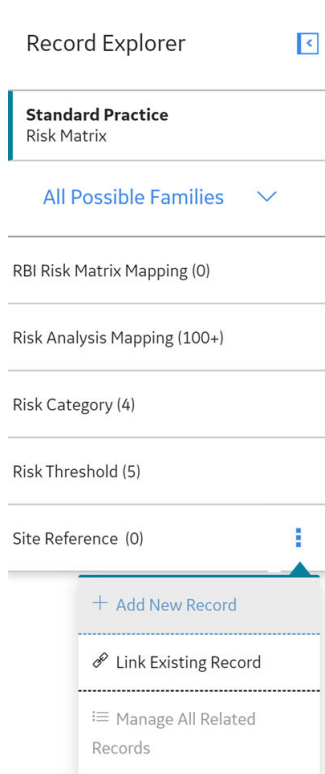 Record Explorer
Standard Practice
Risk Matrix
All Possible Families
RBI Risk Matrix Mapping (0)
Risk Analysis Mapping (100+)
Risk Category (4)
Risk Threshold (5)
Site Reference (0)
Add New Record
Link Existing Record
Manage All Related
Records